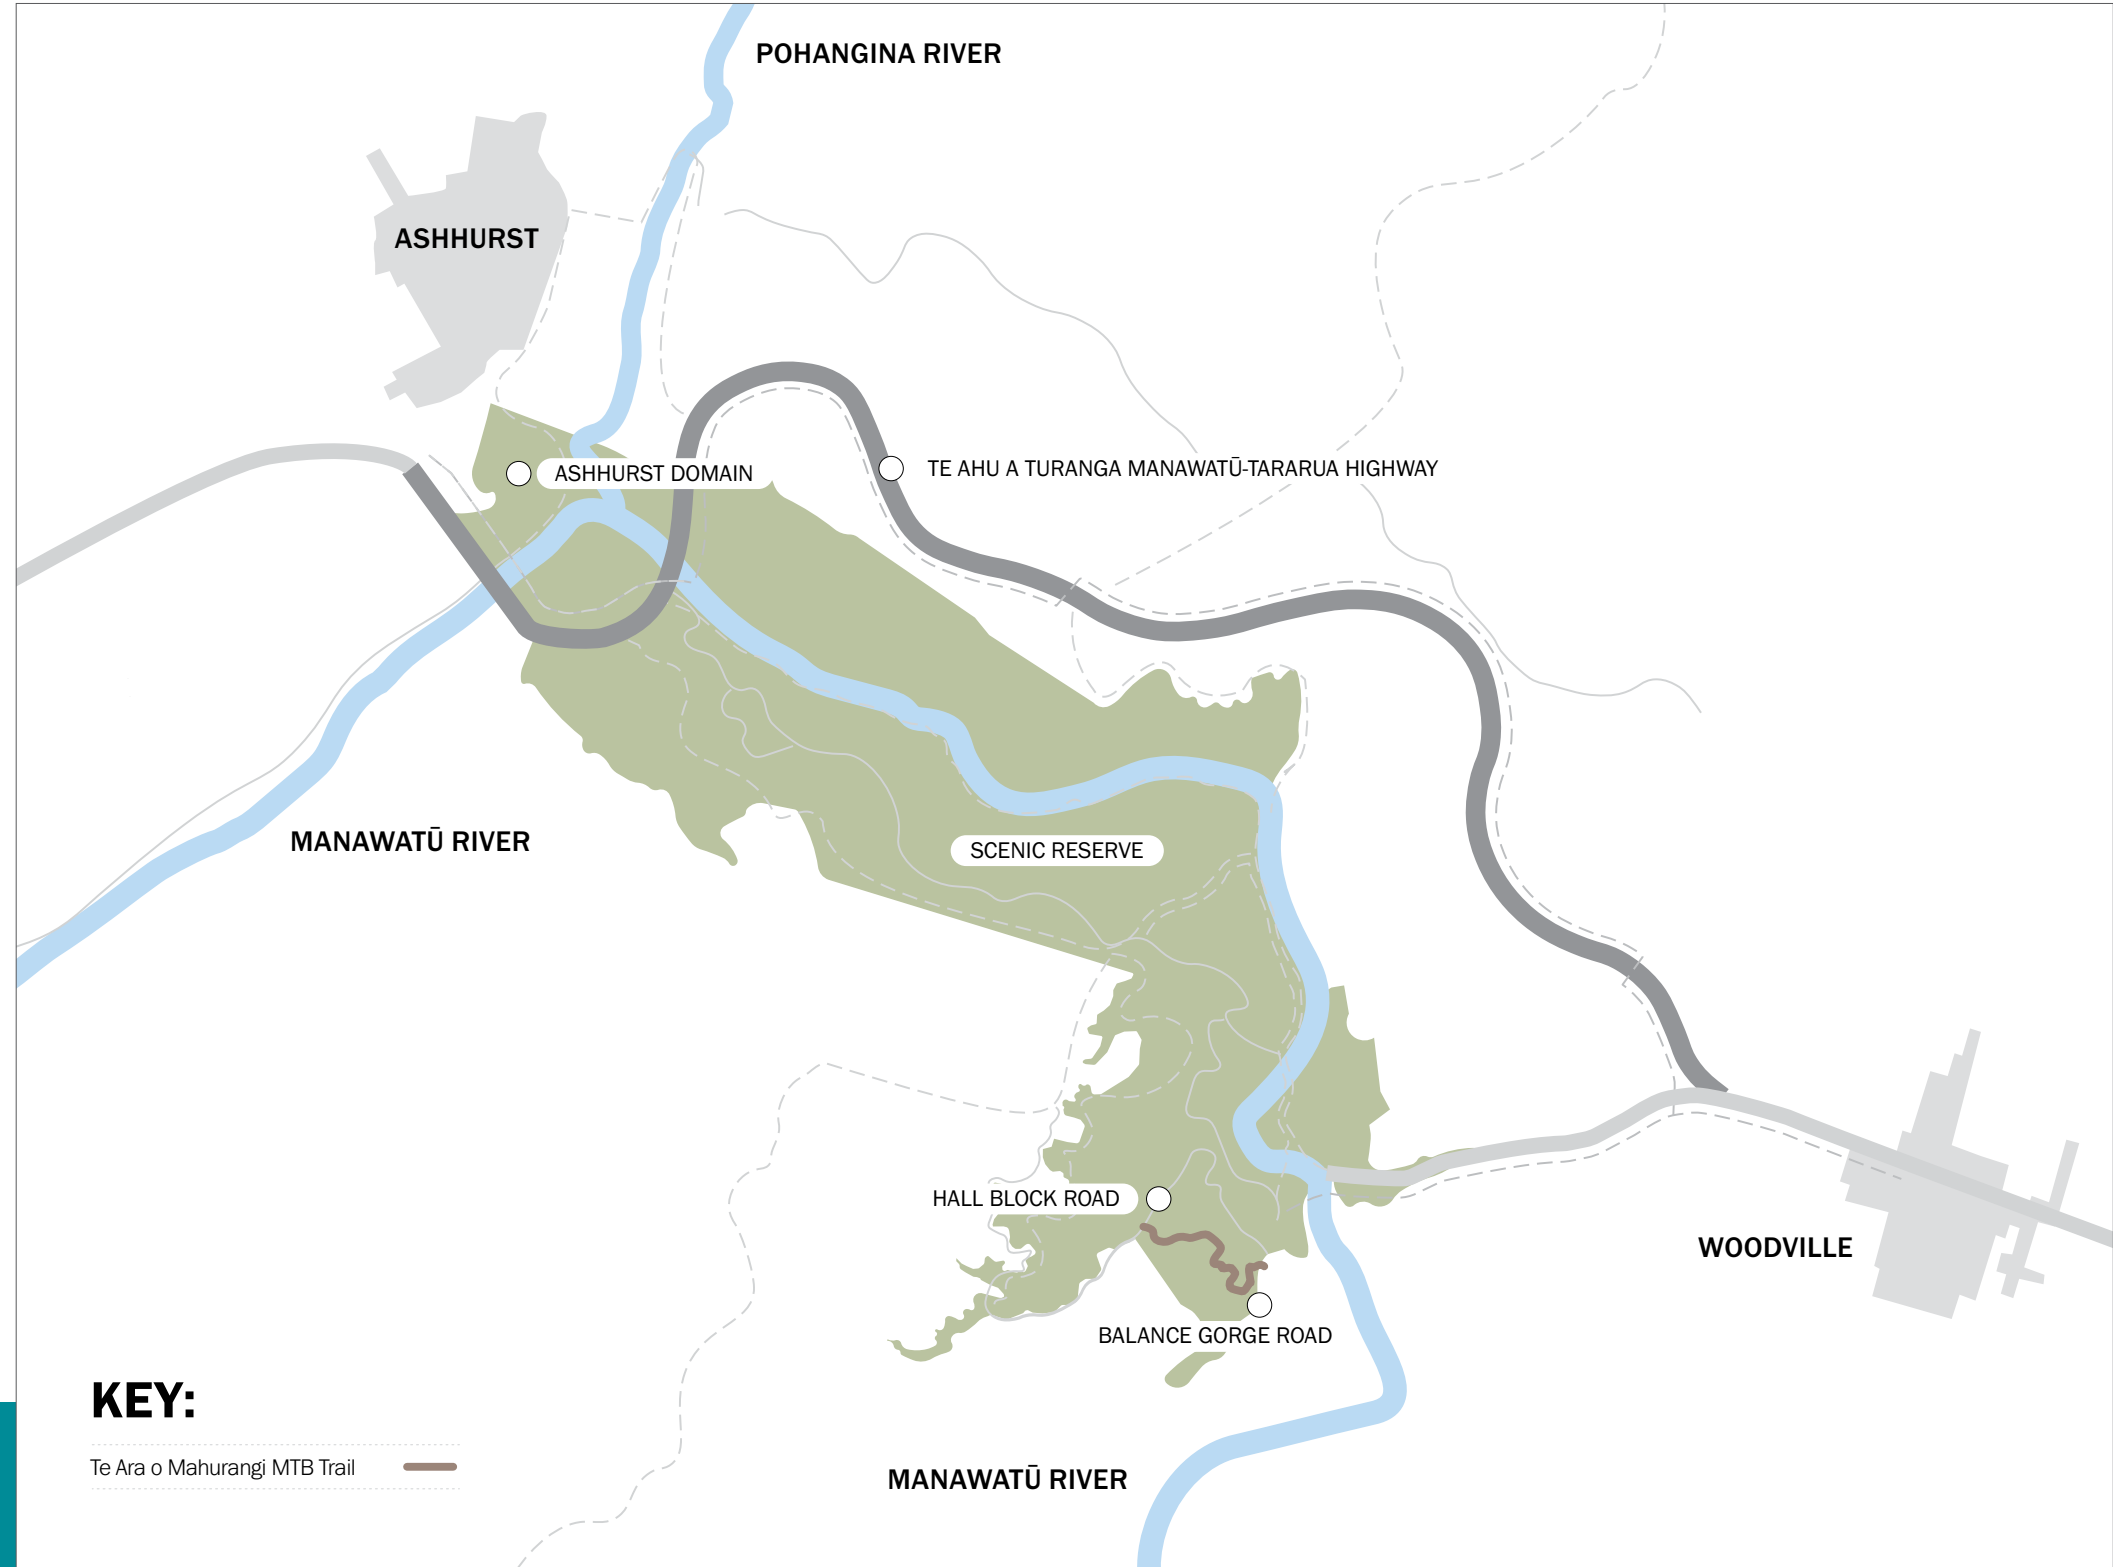 POHANGINA RIVER
ASHHURST
ASHHURST DOMAIN
TE AHU A TURANGA MANAWATŪ-TARARUA HIGHWAY
MANAWATŪ RIVER
SCENIC RESERVE
HALL BLOCK ROAD
WOODVILLE
BALANCE GORGE ROAD
KEY:
Te Ara o Mahurangi MTB Trail
MANAWATŪ RIVER